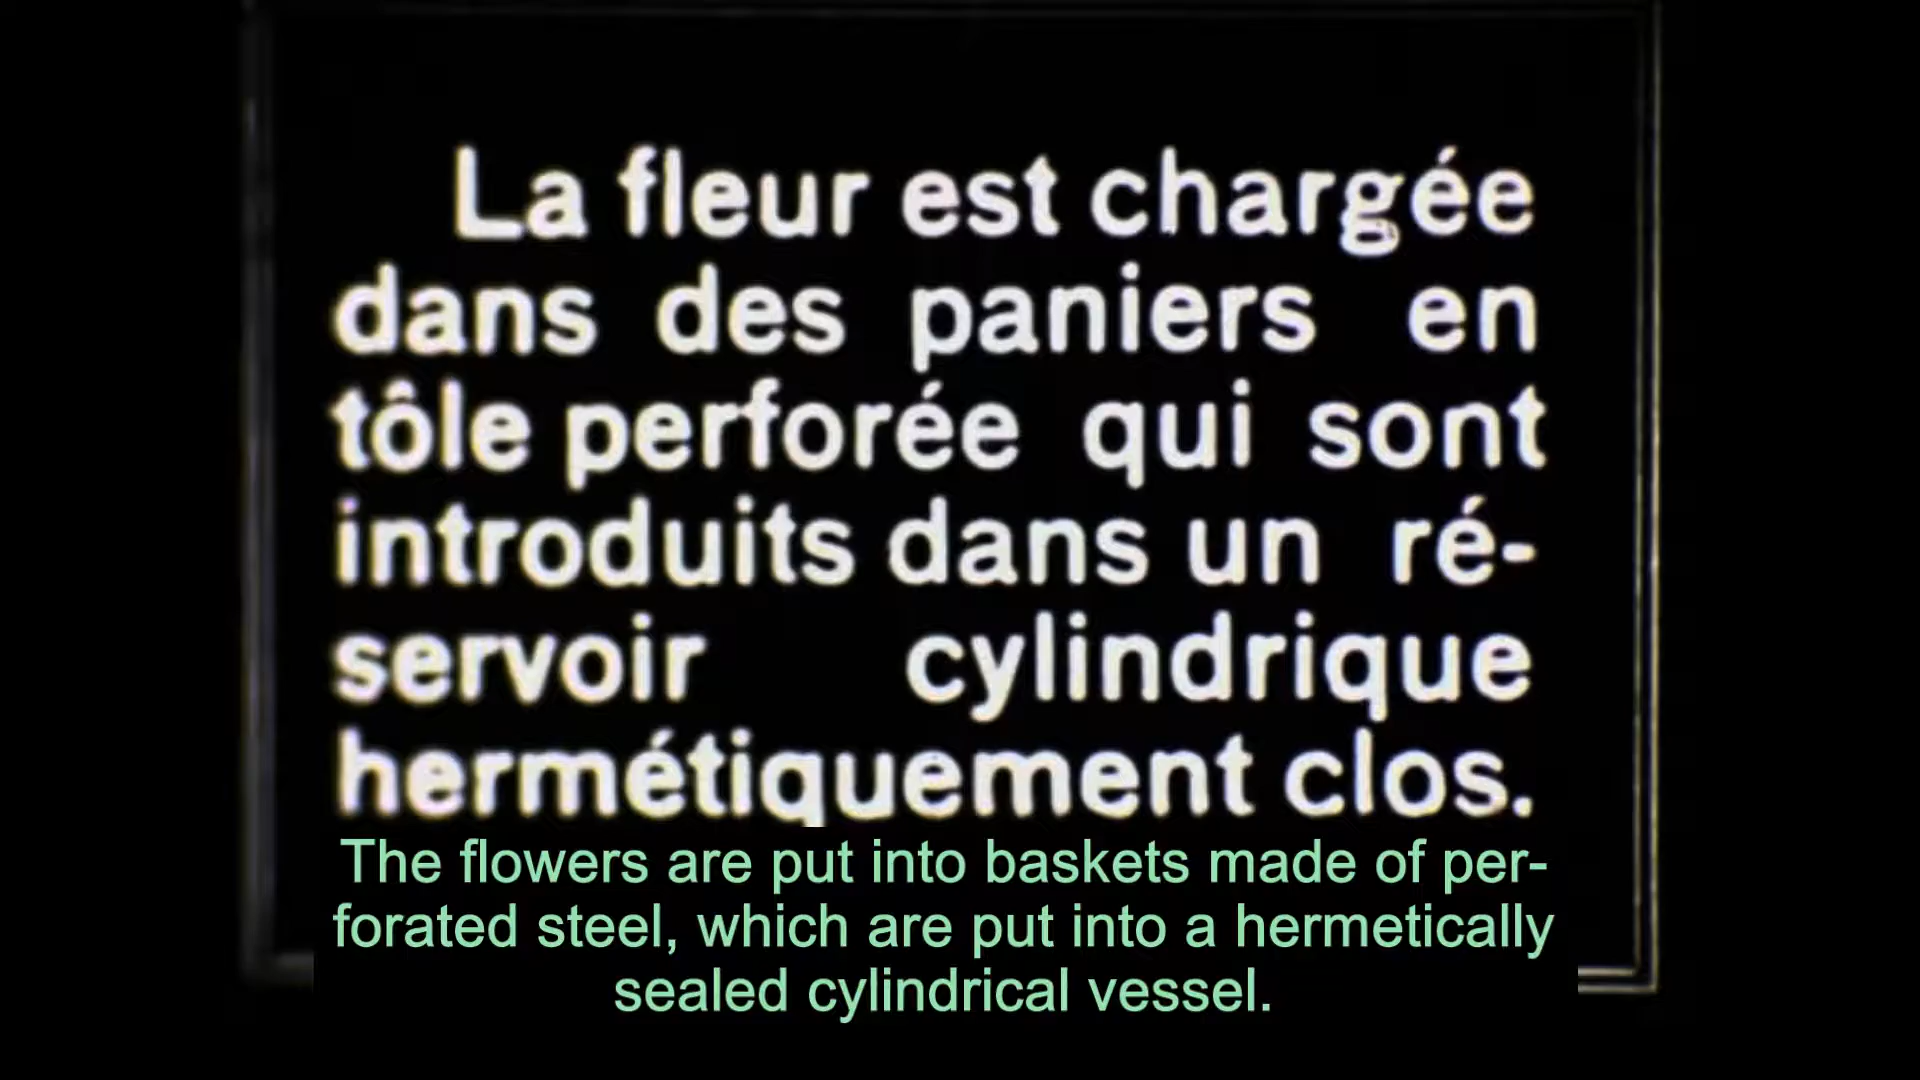 La fleur est chargée
dans des paniers en
tôle perforée qui sont
introduits dans un ré-
servoir cylindrique
hermétiquement clos.
The flowers are put into baskets made of per-
forated steel, which are put into a hermetically
sealed cylindrical vessel.